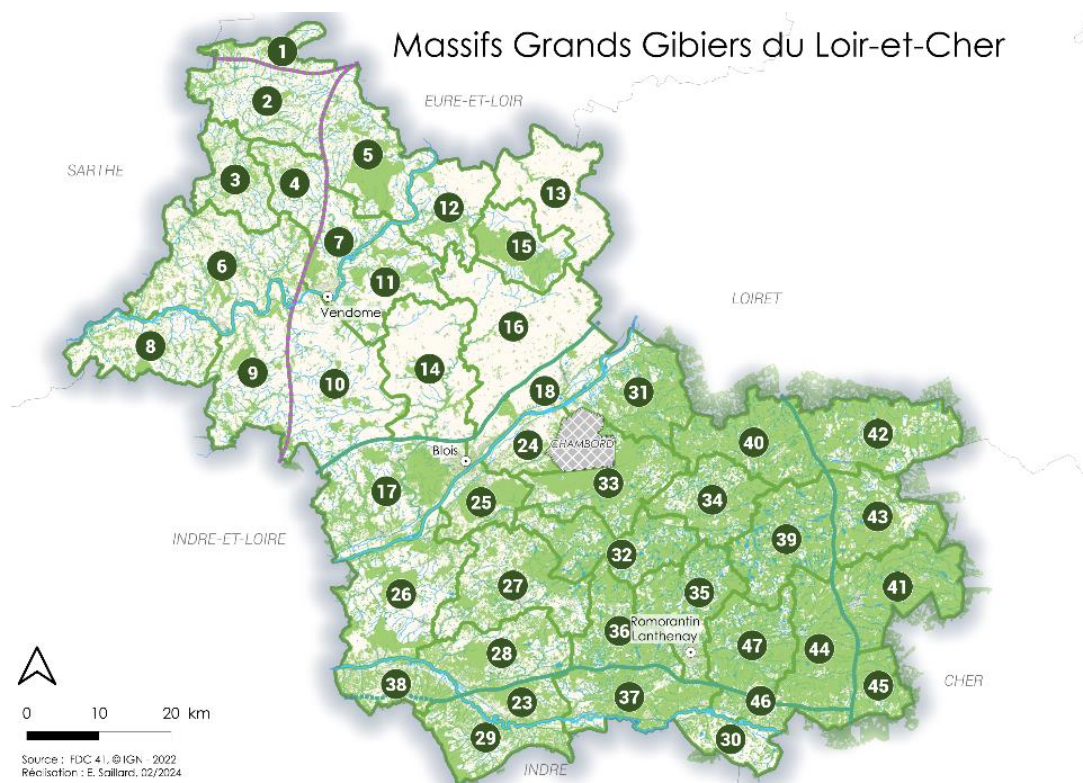 Massifs Grands Gibiers du Loir-et-Cher
1
EURE-ET-LOIR
2
5
SARTHE
3
4
13
12
7
15
6
11
LOIRET
Vendome
16
8
9
10
14
18
31
CHAMBORD
40
42
24
Blois
33
17
25
34
43
INDRE-ET-LOIRE
39
32
41
26
27
35
Romorantin
Lanthenay
36
47
44
28
CHER
38
23
37
46
45
29
30
INDRE
0 10 20 km
Source : FDC 41, © IGN - 2022
Réalisation : E. Saillard, 02/2024